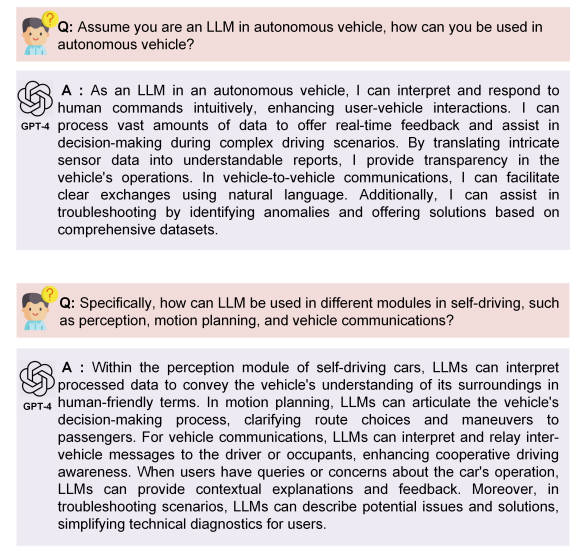 Q: Assume you are an LLM in autonomous vehicle, how can you be used in
autonomous vehicle?
A : As an LLM in an autonomous vehicle, I can interpret and respond to
human commands intuitively, enhancing user-vehicle interactions. I can
process vast amounts of data to offer real-time feedback and assist in
decision-making during complex driving scenarios. By translating intricate
sensor data into understandable reports, I provide transparency in the
vehicle's operations. In vehicle-to-vehicle communications, I can facilitate
clear exchanges using natural language. Additionally, I can assist in
troubleshooting by identifying anomalies and offering solutions based on
comprehensive datasets.
GPT-4
Q: Specifically, how can LLM be used in different modules in self-driving, such
as perception, motion planning, and vehicle communications?
A : Within the perception module of self-driving cars, LLMs can interpret
processed data to convey the vehicle's understanding of its surroundings in
human-friendly terms. In motion planning, LLMs can articulate the vehicle's
decision-making process, clarifying route choices and maneuvers to
passengers. For vehicle communications, LLMs can interpret and relay inter-
vehicle messages to the driver or occupants, enhancing cooperative driving
awareness. When users have queries or concerns about the car's operation,
LLMs can provide contextual explanations and feedback. Moreover, in
troubleshooting scenarios, LLMs can describe potential issues and solutions,
simplifying technical diagnostics for users.
GPT-4